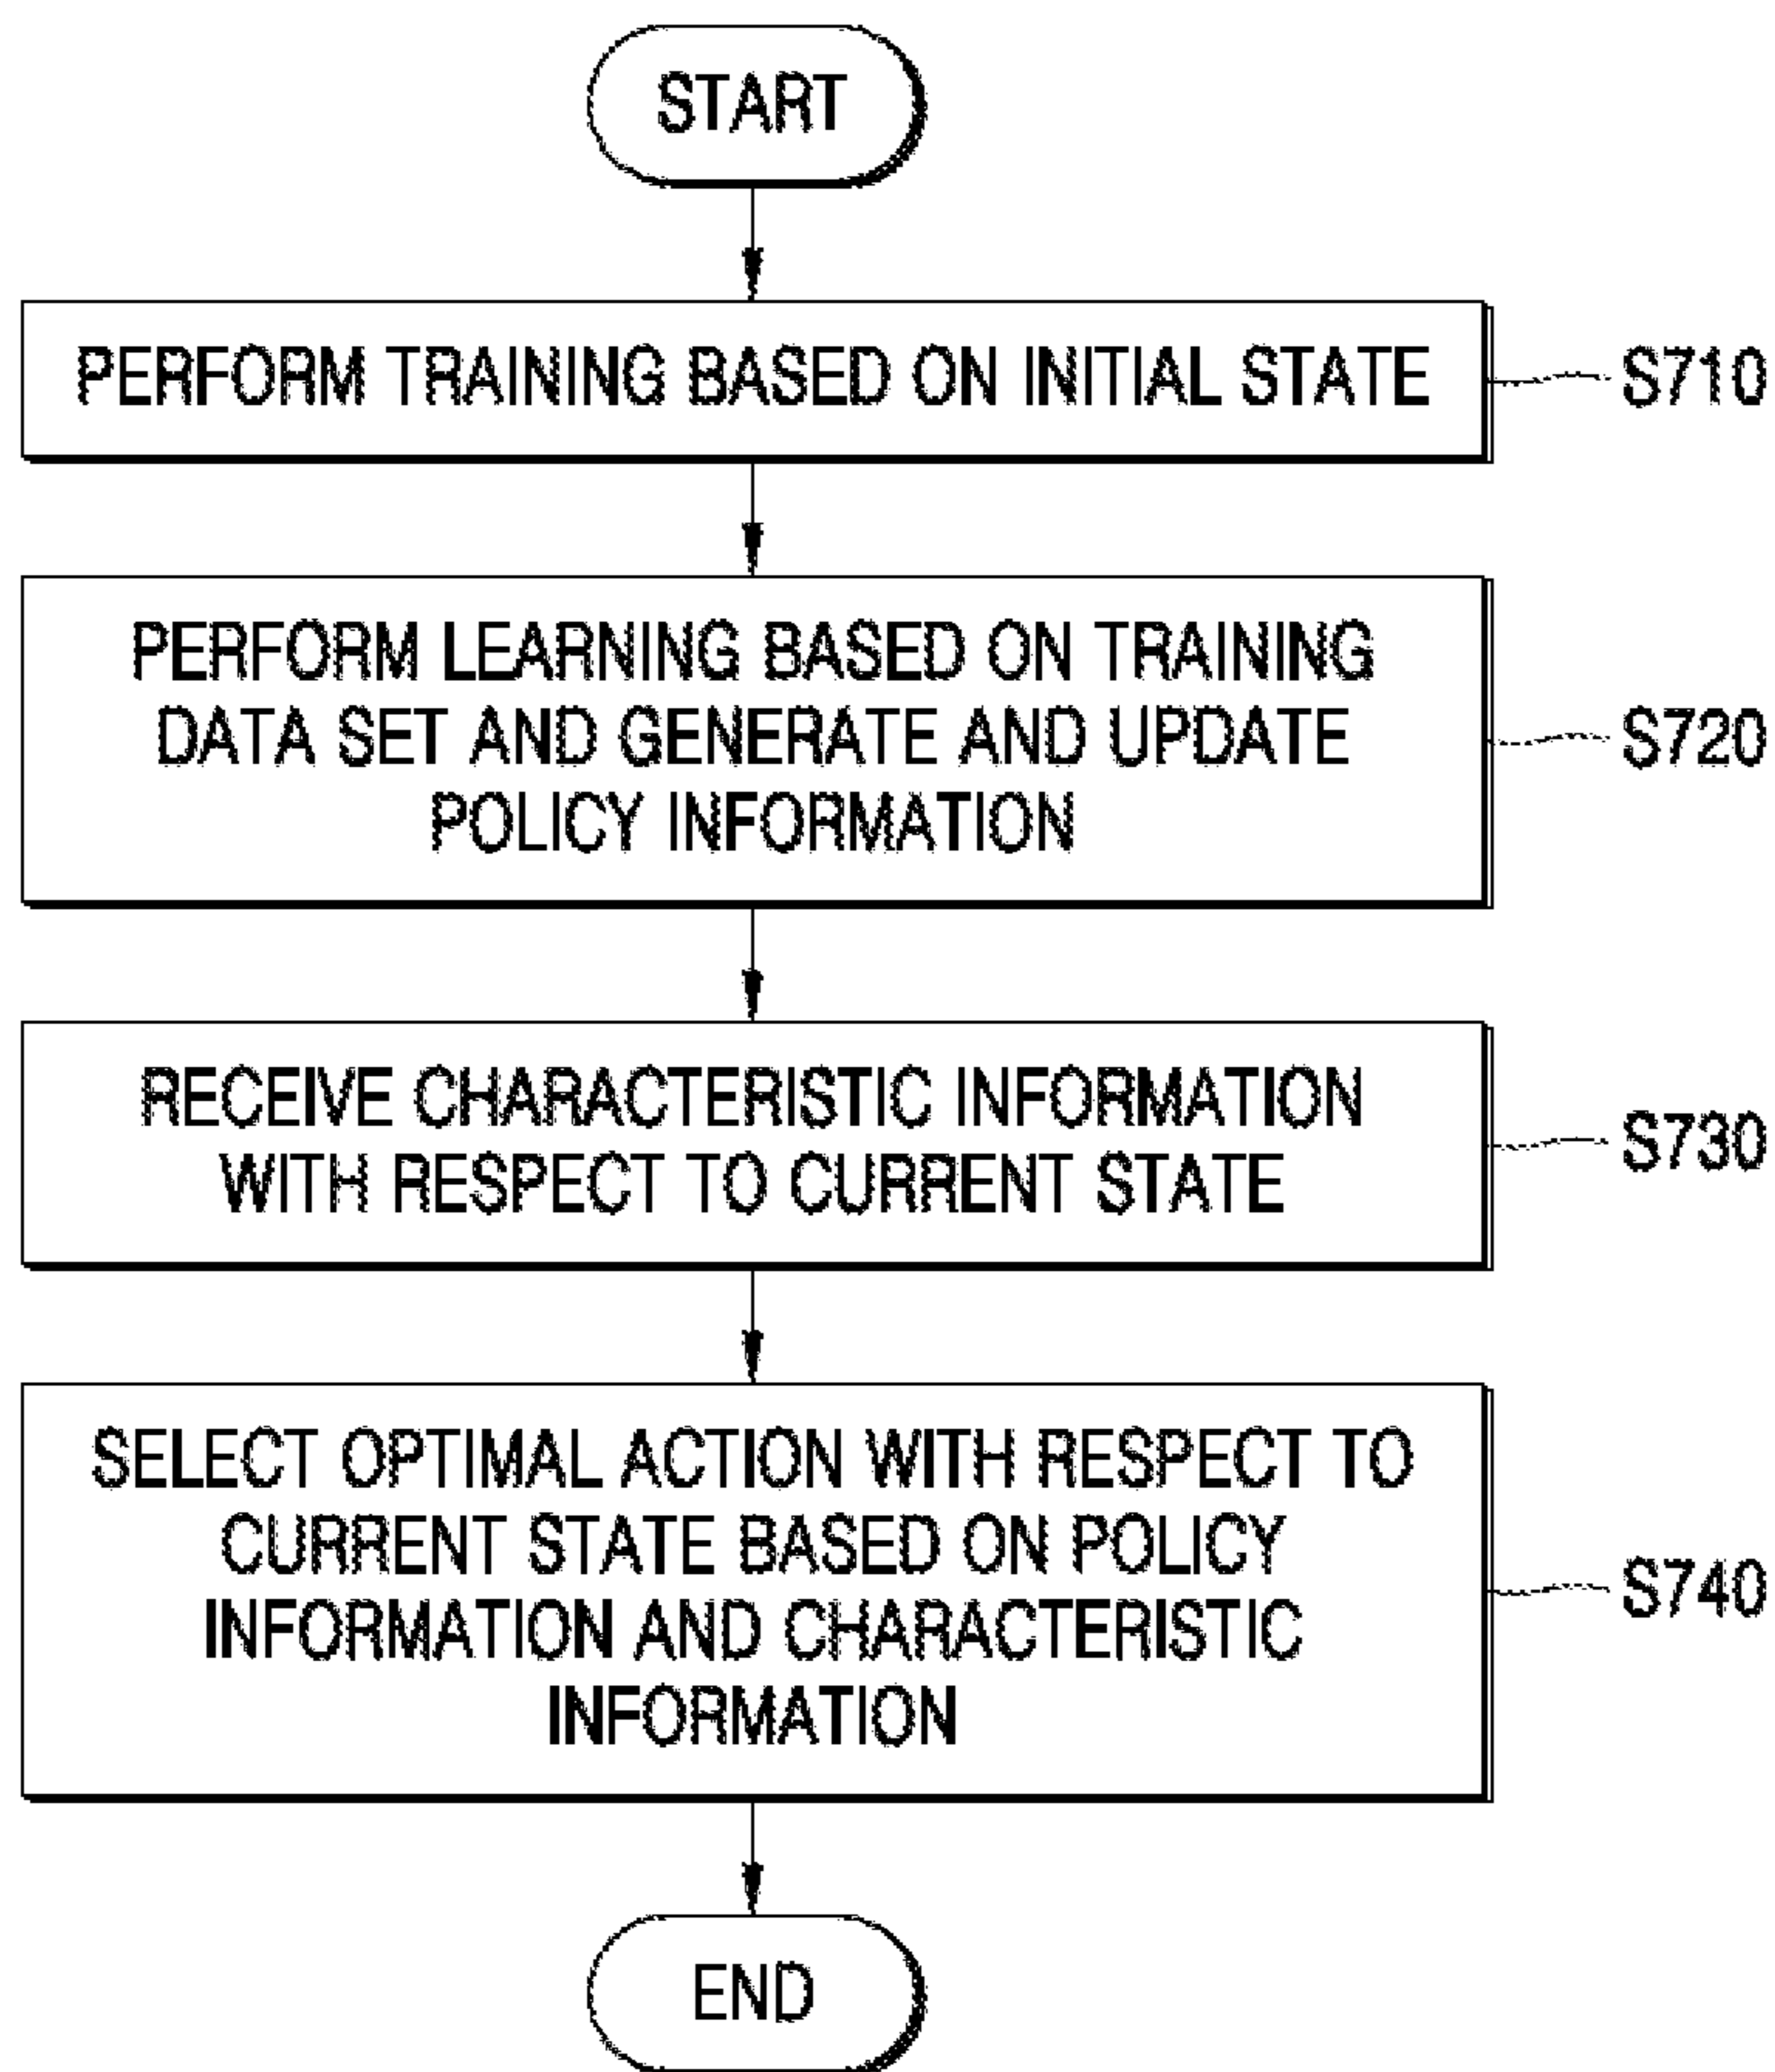 START
PERFORM TRAINING BASED ON INITIAL STATE
S710
PERFORM LEARNING BASED ON TRAINING
DATA SET AND GENERATE AND UPDATE
POLICY INFORMATION
S720
RECEIVE CHARACTERISTIC INFORMATION
WITH RESPECT TO CURRENT STATE
S730
SELECT OPTIMAL ACTION WITH RESPECT TO
CURRENT STATE BASED ON POLICY
INFORMATION AND CHARACTERISTIC
INFORMATION
S740
END